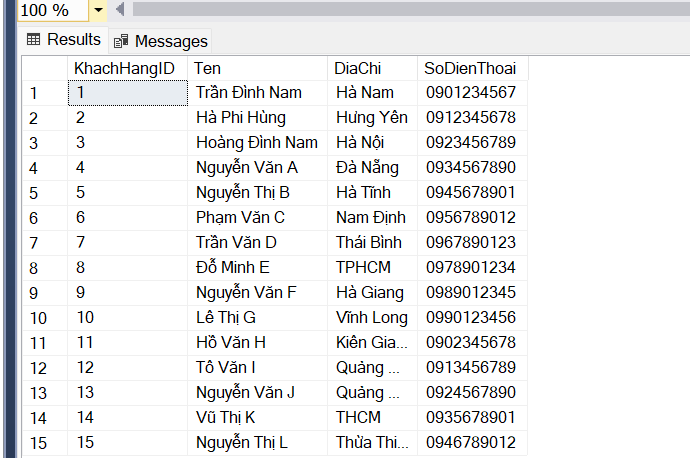 100 %
Results Messages
KhachHangID Ten DiaChi SoDienThoai
1 1 Trần Đình Nam Hà Nam 0901234567
2 2 Hà Phi Hùng Hưng Yên 0912345678
3 3 Hoàng Đình Nam Hà Nội 0923456789
4 4 Nguyễn Văn A Đà Nẵng 0934567890
5 5 Nguyễn Thị B Hà Tĩnh 0945678901
6 6 Phạm Văn C Nam Định 0956789012
7 7 Trần Văn D Thái Bình 0967890123
8 8 Đỗ Minh E TPHCM 0978901234
9 9 Nguyễn Văn F Hà Giang 0989012345
10 10 Lê Thị G Vĩnh Long 0990123456
11 11 Hồ Văn H Kiên Gia... 0902345678
12 12 Tô Văn I Quảng ... 0913456789
13 13 Nguyễn Văn J Quảng ... 0924567890
14 14 Vũ Thị K THCM 0935678901
15 15 Nguyễn Thị L Thừa Thi... 0946789012